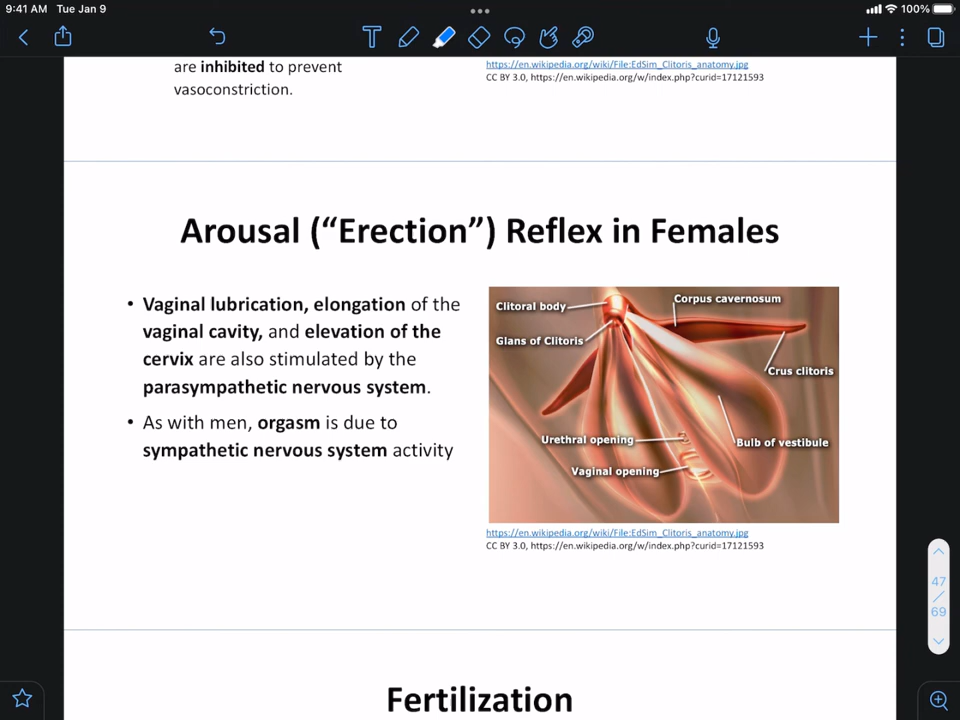 9:41 AM Tue Jan 9
100%
are inhibited to prevent
vasoconstriction.
https://en.wikipedia.org/wiki/File:EdSim_Clitoris_anatomy.jpg
CC BY 3.0, https://en.wikipedia.org/w/index.php?curid=17121593
Arousal (“Erection”) Reflex in Females
• Vaginal lubrication, elongation of the
vaginal cavity, and elevation of the
cervix are also stimulated by the
parasympathetic nervous system.
• As with men, orgasm is due to
sympathetic nervous system activity
Clitoral body
Corpus cavernosum
Glans of Clitoris
Crus clitoris
Urethral opening
Bulb of vestibule
Vaginal opening
https://en.wikipedia.org/wiki/File:EdSim_Clitoris_anatomy.jpg
CC BY 3.0, https://en.wikipedia.org/w/index.php?curid=17121593
47
/
69
Fertilization